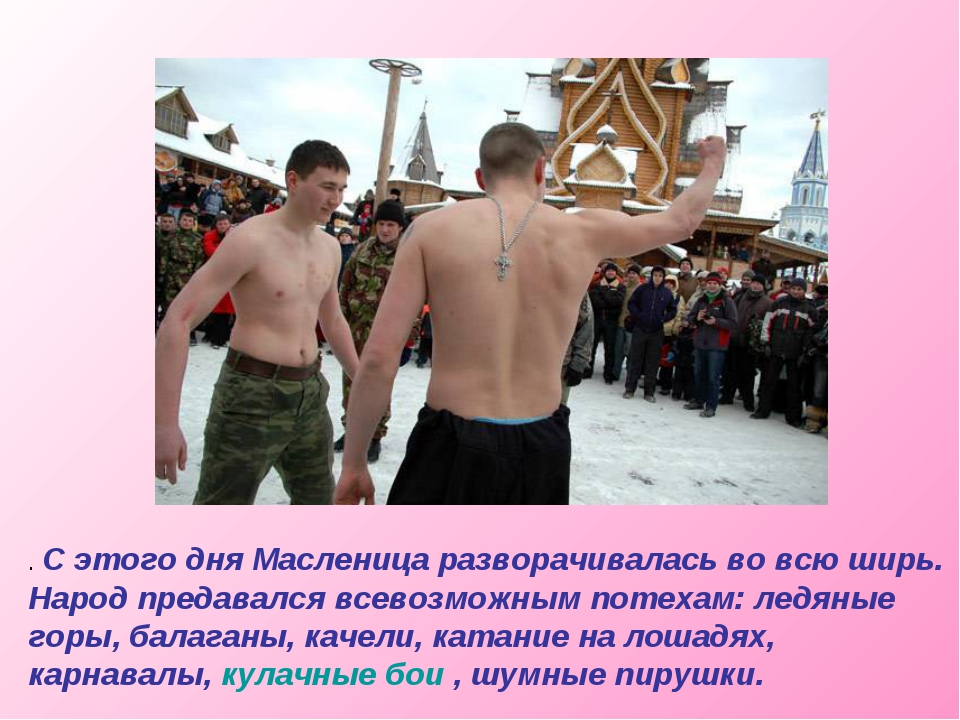 . С этого дня Масленица разворачивалась во всю ширь.
Народ предавался всевозможным потехам: ледяные
горы, балаганы, качели, катание на лошадях,
карнавалы, кулачные бои , шумные пирушки.